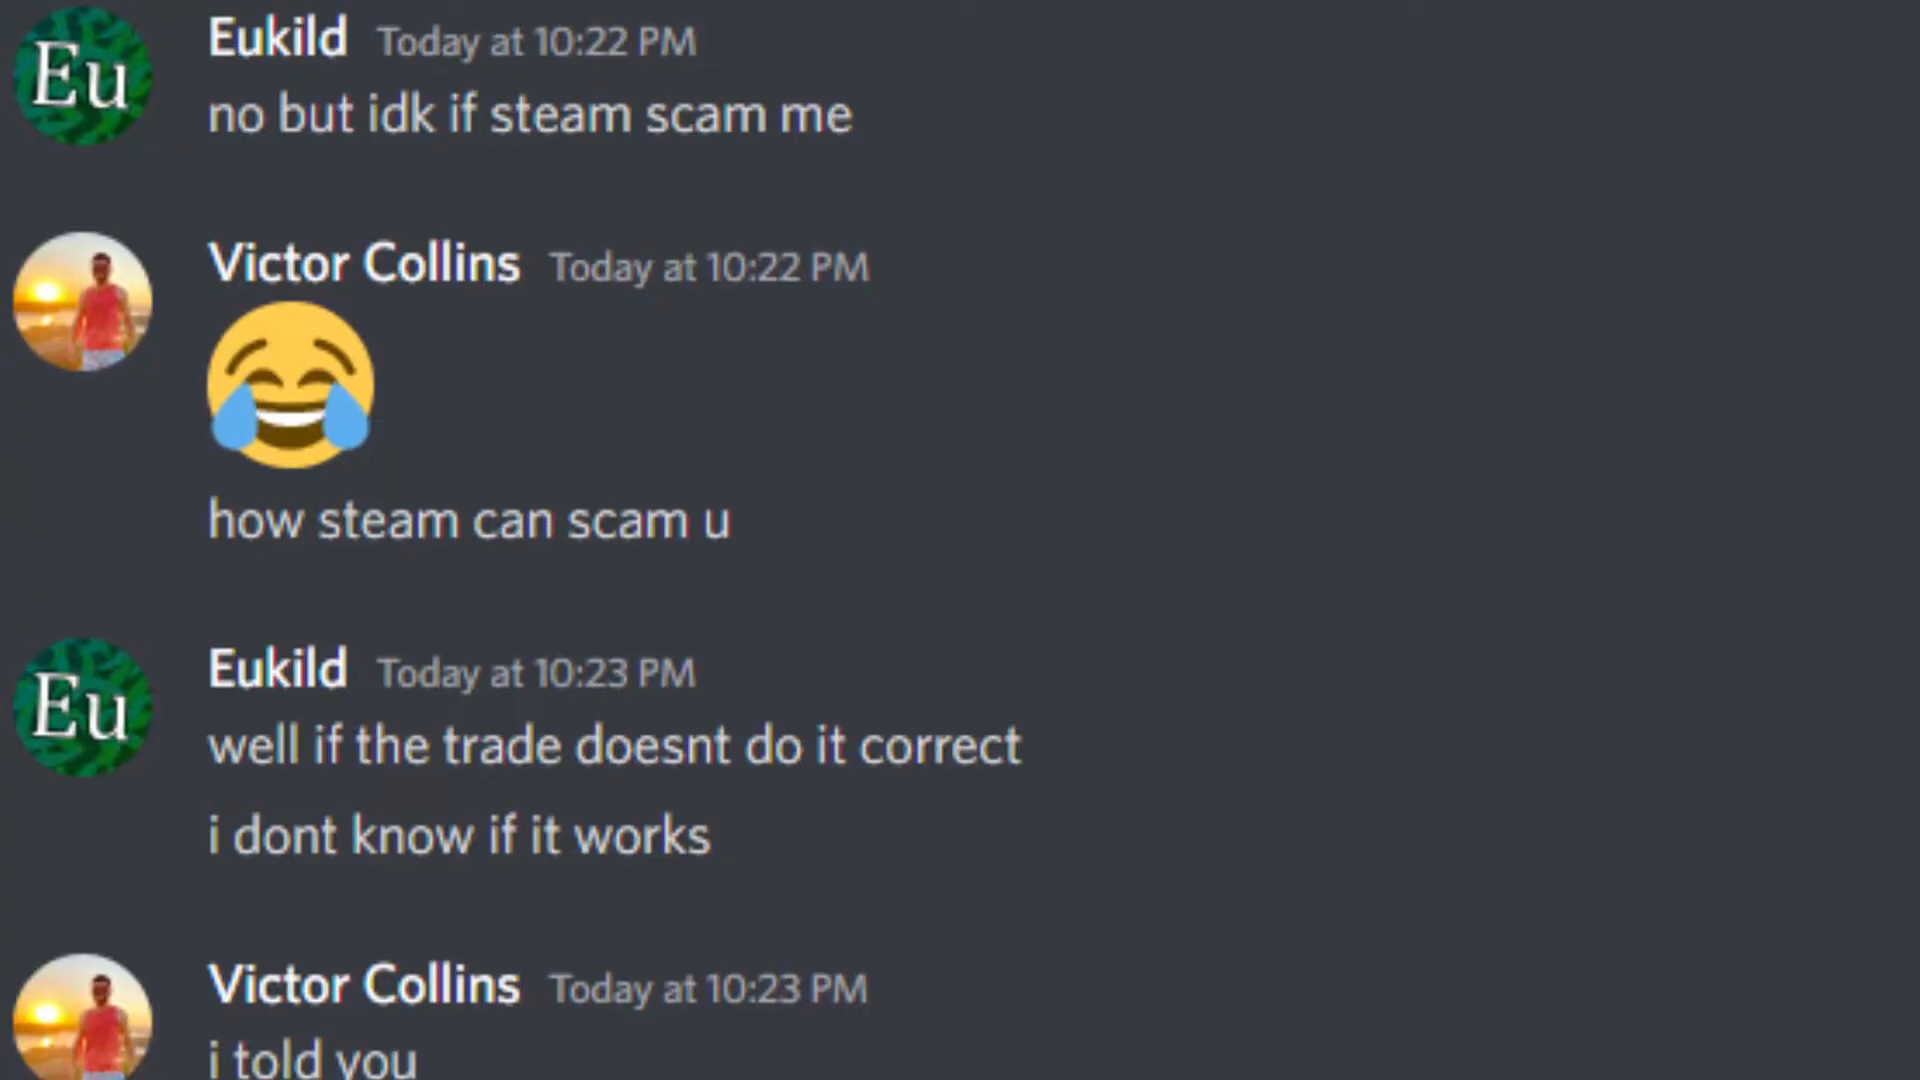 Eu
Eukild Today at 10:22 PM
no but idk if steam scam me
Victor Collins Today at 10:22 PM
how steam can scam u
Eu
Eukild Today at 10:23 PM
well if the trade doesnt do it correct
i dont know if it works
Victor Collins Today at 10:23 PM
i told you